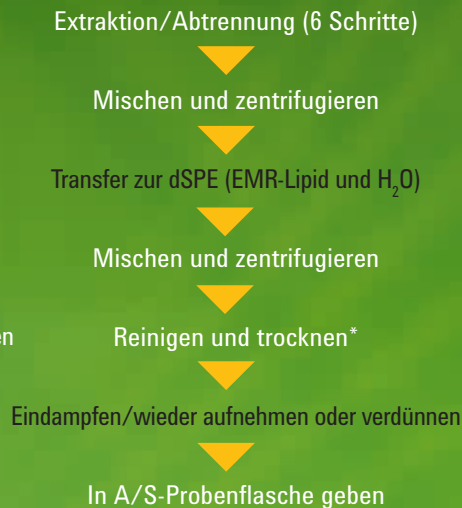 Extraktion/Abtrennung (6 Schritte)
Mischen und zentrifugieren
Transfer zur dSPE (EMR-Lipid und H₂O)
Mischen und zentrifugieren
en Reinigen und trocknen*
Eindampfen/wieder aufnehmen oder verdünnen
In A/S-Probenflasche geben